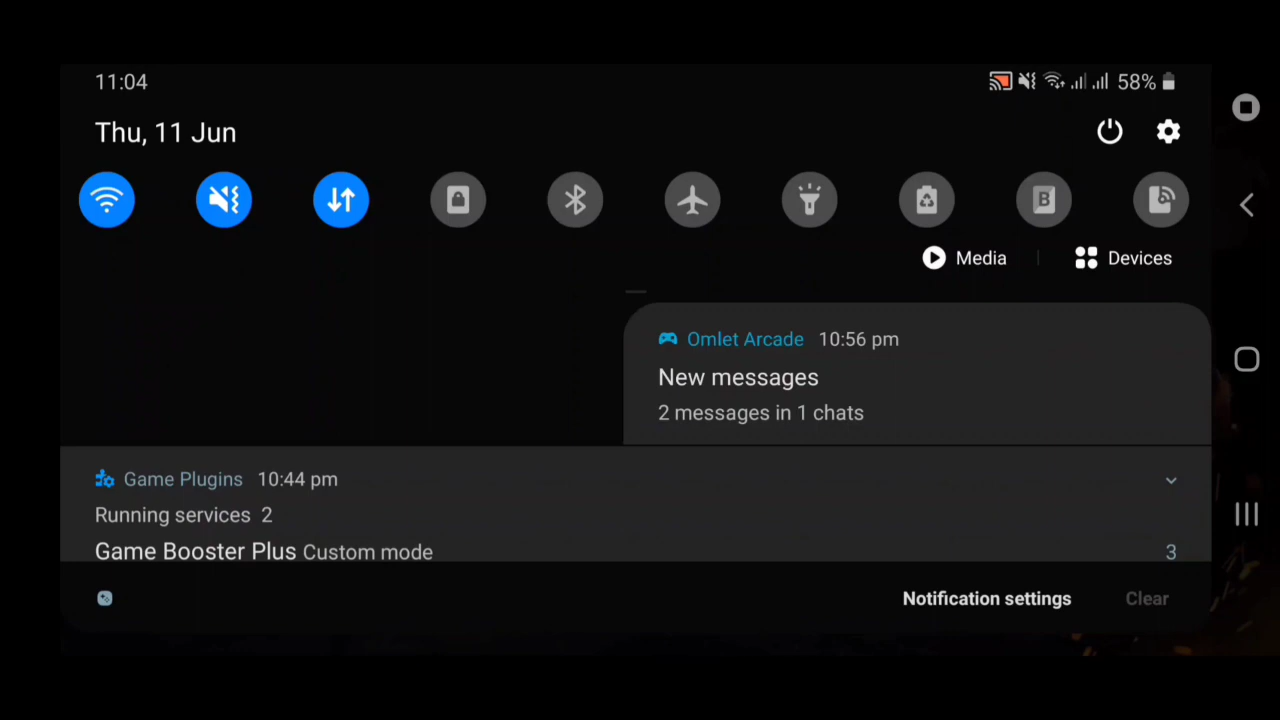 11:04
58%
Thu, 11 Jun
B
Media
Devices
Omlet Arcade 10:56 pm
New messages
2 messages in 1 chats
Game Plugins 10:44 pm
Running services 2
Game Booster Plus Custom mode 3
Notification settings
Clear